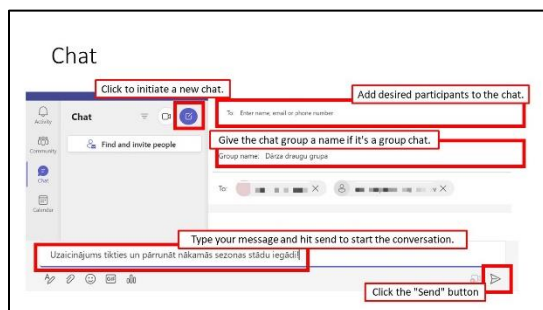 Chat
Click to initiate a new chat.
Add desired participants to the chat.
Activity
Chat
To Enter name, email or phone number
Community
Find and invite people
Give the chat group a name if it's a group chat.
Group name: Dārza draugu grupa
Chat
To:
Calendar
Type your message and hit send to start the conversation.
Uzaicinājums tikties un pārrunāt nākamās sezonas stādu iegādi!
GIF
Click the "Send" button